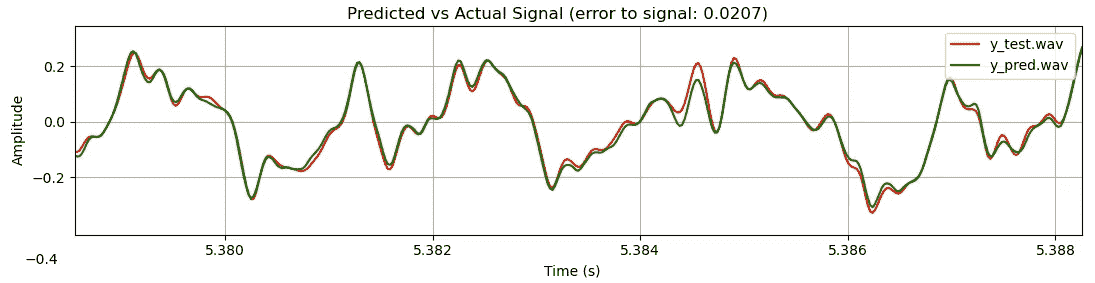 Predicted vs Actual Signal (error to signal: 0.0207)
y_test.wav
y_pred.wav
Amplitude
0.2
0.0
−0.2
−0.4
5.380 5.382 5.384 5.386 5.388
Time (s)